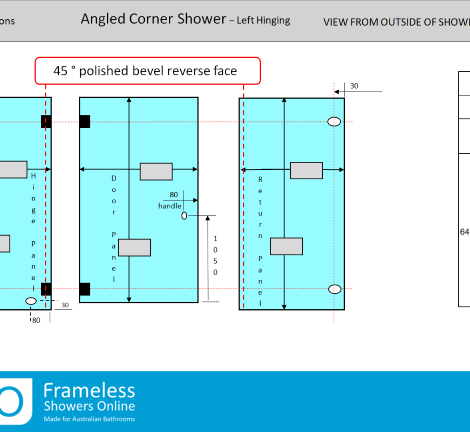 ons
Angled Corner Shower – Left Hinging
VIEW FROM OUTSIDE OF SHOWE
45 ° polished bevel reverse face
30
Hinge Panel
Door Panel
80
handle
1050
Return Panel
64
30
80
Frameless
Showers Online
Made for Australian Bathrooms